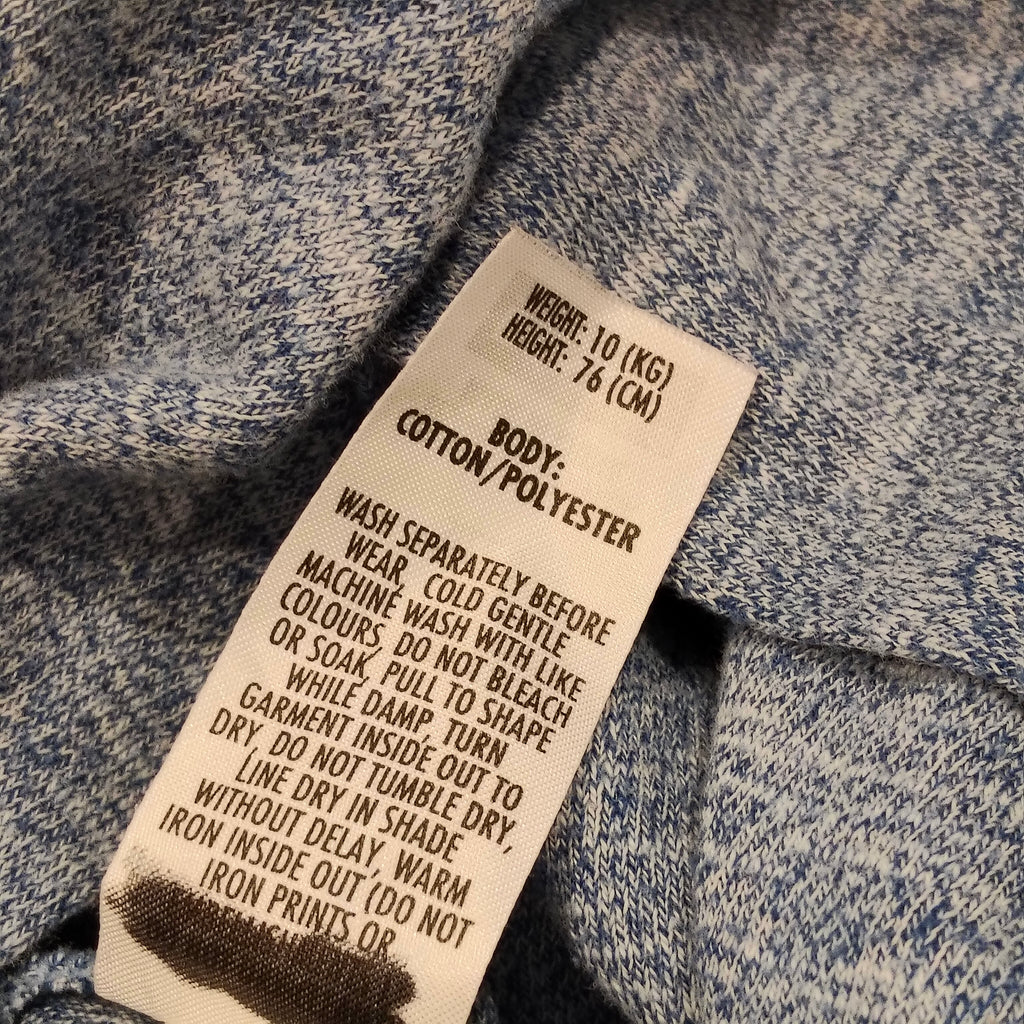 WEIGHT: 10 (KG)
HEIGHT: 76 (CM)
BODY:
COTTON/POLYESTER
WASH SEPARATELY BEFORE
WEAR, COLD GENTLE
MACHINE WASH WITH LIKE
COLOURS, DO NOT BLEACH
OR SOAK, PULL TO SHAPE
WHILE DAMP, TURN
GARMENT INSIDE OUT TO
DRY, DO NOT TUMBLE DRY,
LINE DRY IN SHADE
WITHOUT DELAY, WARM
IRON INSIDE OUT (DO NOT
IRON PRINTS OR